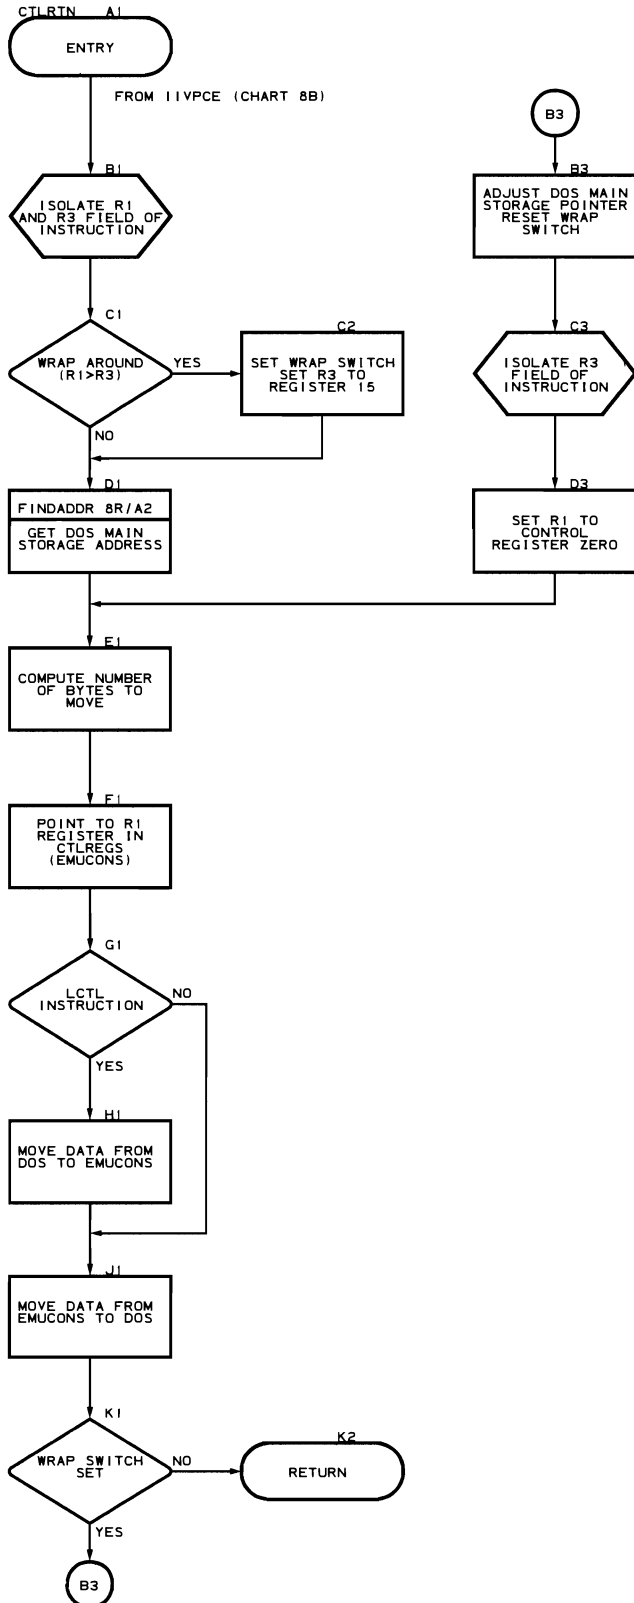 CTLRTN A1
ENTRY
FROM IIVPCE (CHART 8B)
B1
ISOLATE R1
AND R3 FIELD OF
INSTRUCTION
C1
WRAP AROUND
(R1>R3)
YES
NO
C2
SET WRAP SWITCH
SET R3 TO
REGISTER 15
D1
FINDADDR 8R/A2
GET DOS MAIN
STORAGE ADDRESS
B3
B3
ADJUST DOS MAIN
STORAGE POINTER
RESET WRAP
SWITCH
C3
ISOLATE R3
FIELD OF
INSTRUCTION
D3
SET R1 TO
CONTROL
REGISTER ZERO
E1
COMPUTE NUMBER
OF BYTES TO
MOVE
F1
POINT TO R1
REGISTER IN
CTLREGS
(EMUCONS)
G1
LCTL
INSTRUCTION
NO
YES
H1
MOVE DATA FROM
DOS TO EMUCONS
J1
MOVE DATA FROM
EMUCONS TO DOS
K1
WRAP SWITCH
SET
NO
YES
K2
RETURN
B3